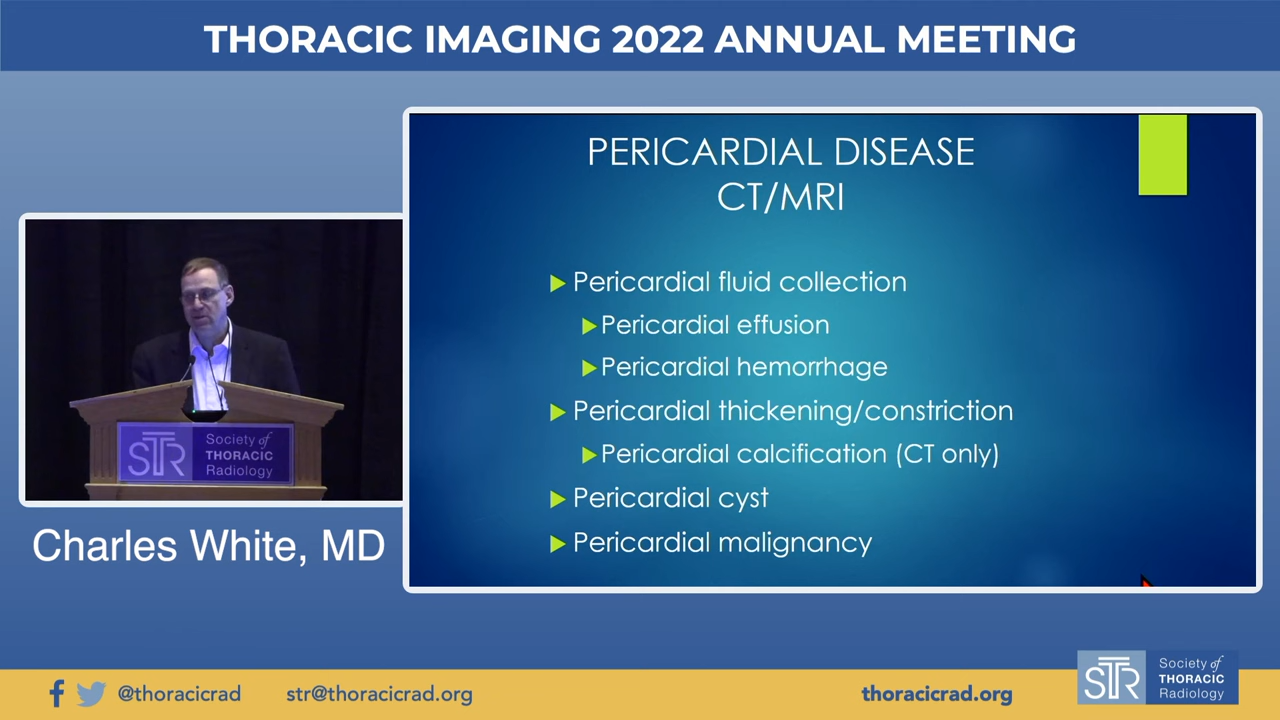 THORACIC IMAGING 2022 ANNUAL MEETING
PERICARDIAL DISEASE
CT/MRI
Pericardial fluid collection
Pericardial effusion
Pericardial hemorrhage
Pericardial thickening/constriction
Pericardial calcification (CT only)
Pericardial cyst
Pericardial malignancy
STR
Society of
THORACIC
Radiology
Charles White, MD
@thoracicrad
str@thoracicrad.org
thoracicrad.org
STR
Society of
THORACIC
Radiology